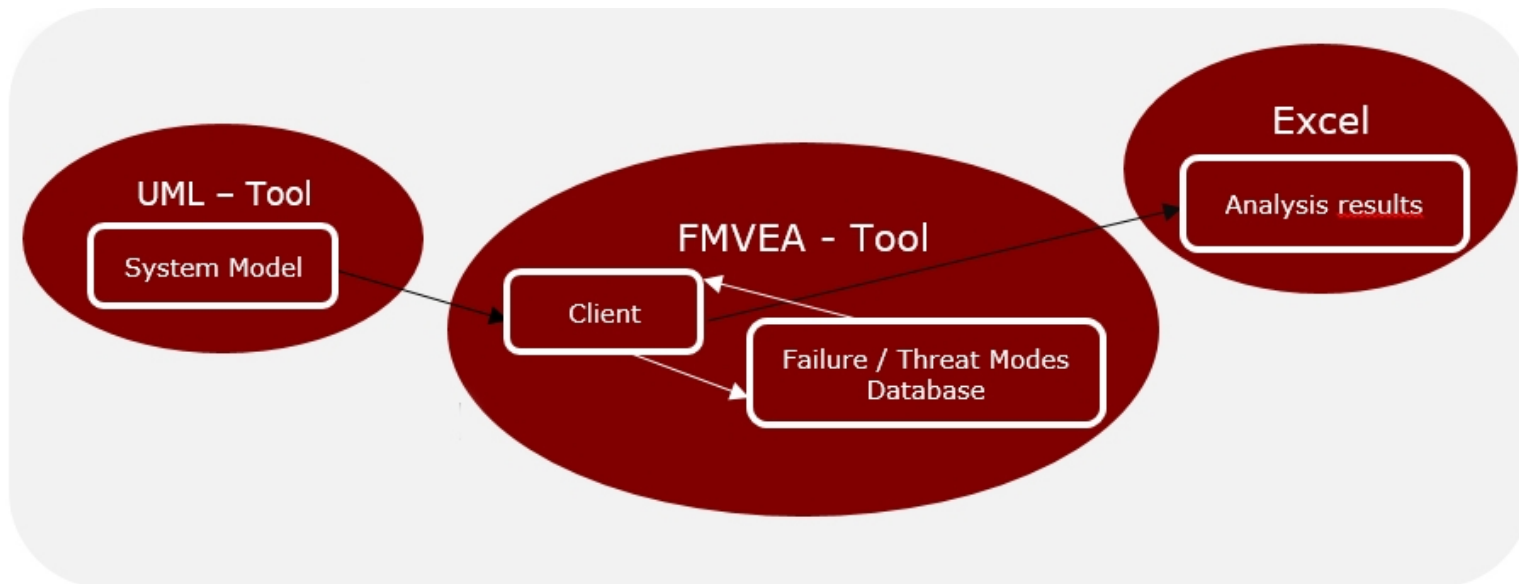 UML – Tool
System Model
FMVEA - Tool
Client
Failure / Threat Modes
Database
Excel
Analysis results